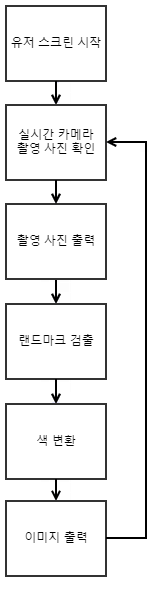 유저 스크린 시작
실시간 카메라
촬영 사진 확인
촬영 사진 출력
랜드마크 검출
색 변환
이미지 출력